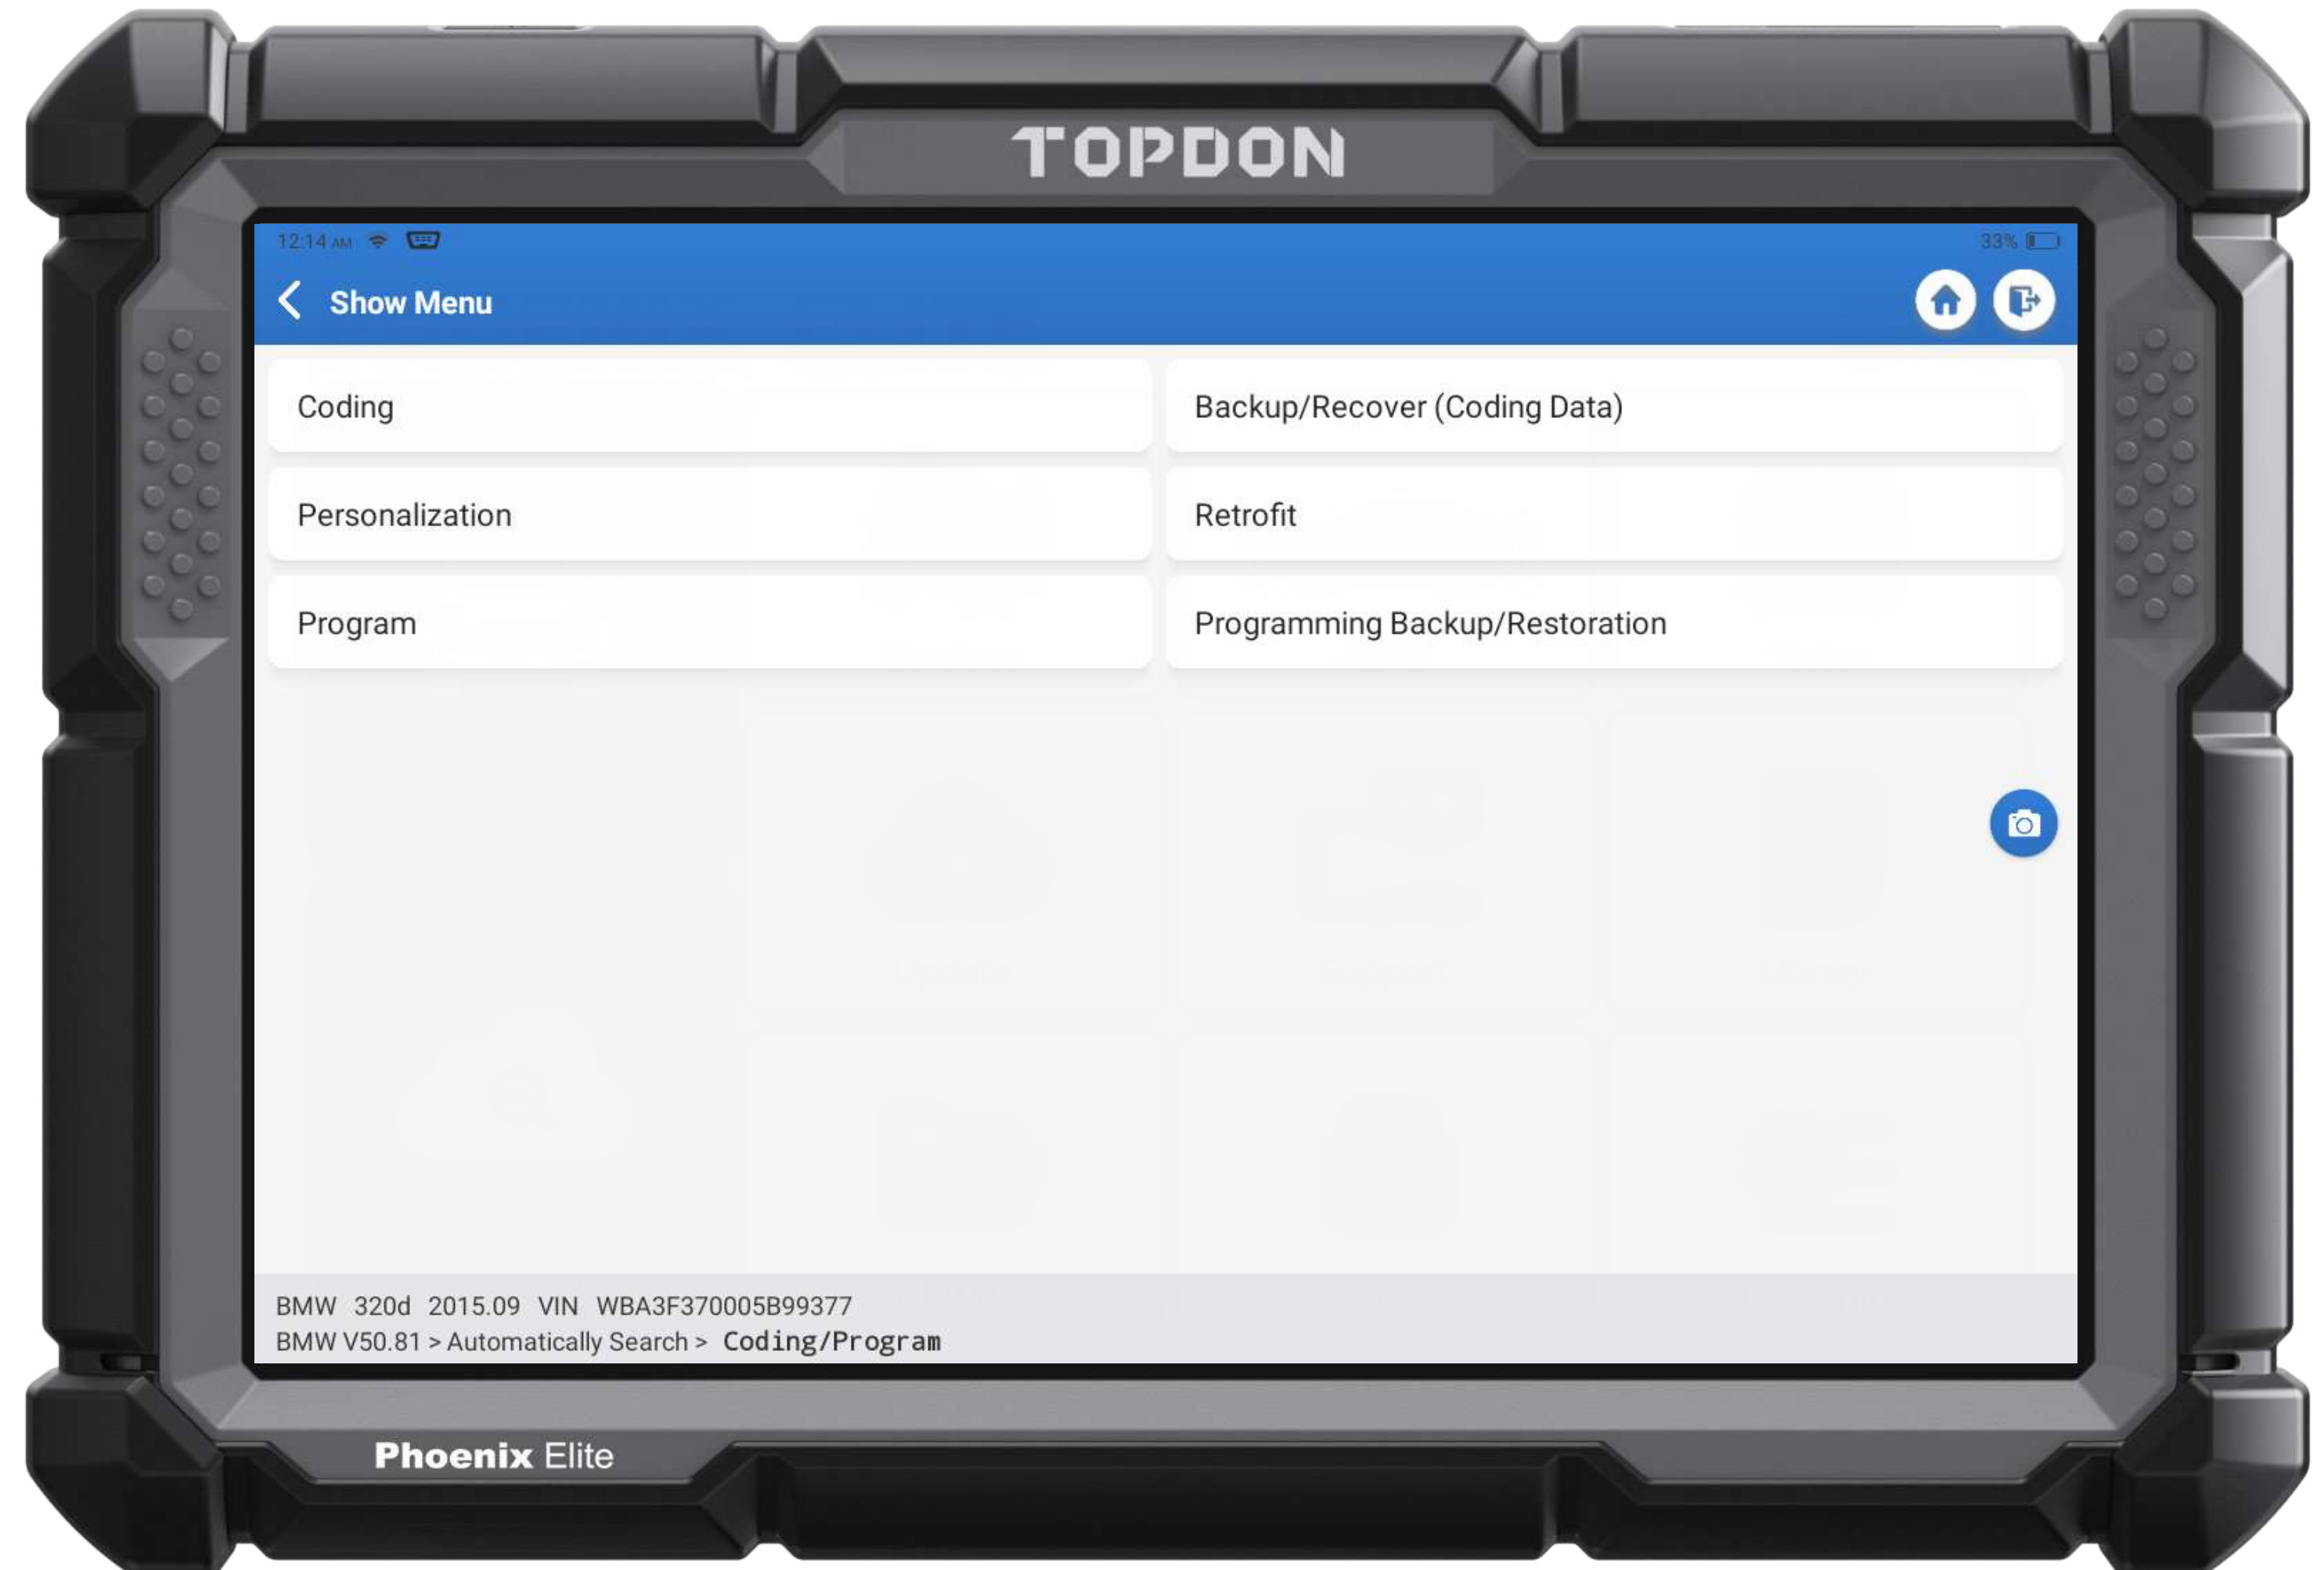 TOPDON
12:14 AM
33%
Show Menu
Coding
Backup/Recover (Coding Data)
Personalization
Retrofit
Program
Programming Backup/Restoration
BMW 320d 2015.09 VIN WBA3F370005B99377
BMW V50.81 > Automatically Search > Coding/Program
Phoenix Elite